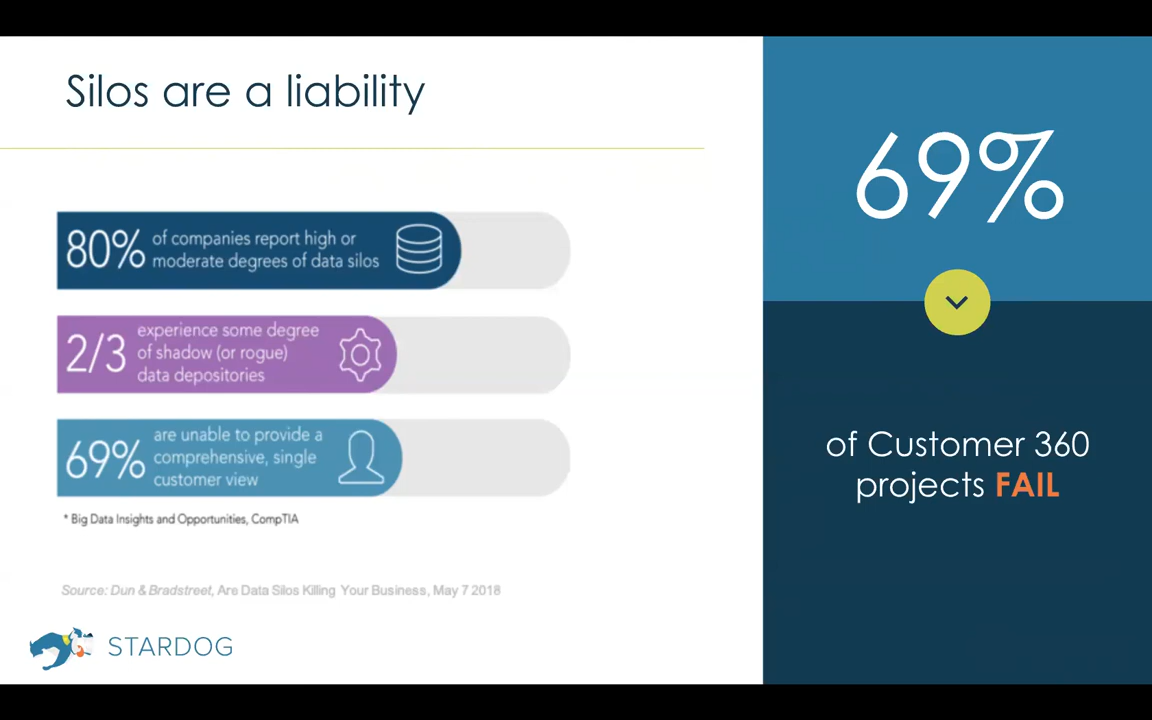 Silos are a liability
80% of companies report high or
moderate degrees of data silos
2/3 experience some degree
of shadow (or rogue)
data depositories
69% are unable to provide a
comprehensive, single
customer view
* Big Data Insights and Opportunities, CompTIA
Source: Dun & Bradstreet, Are Data Silos Killing Your Business, May 7 2018
STARDOG
69%
of Customer 360
projects FAIL